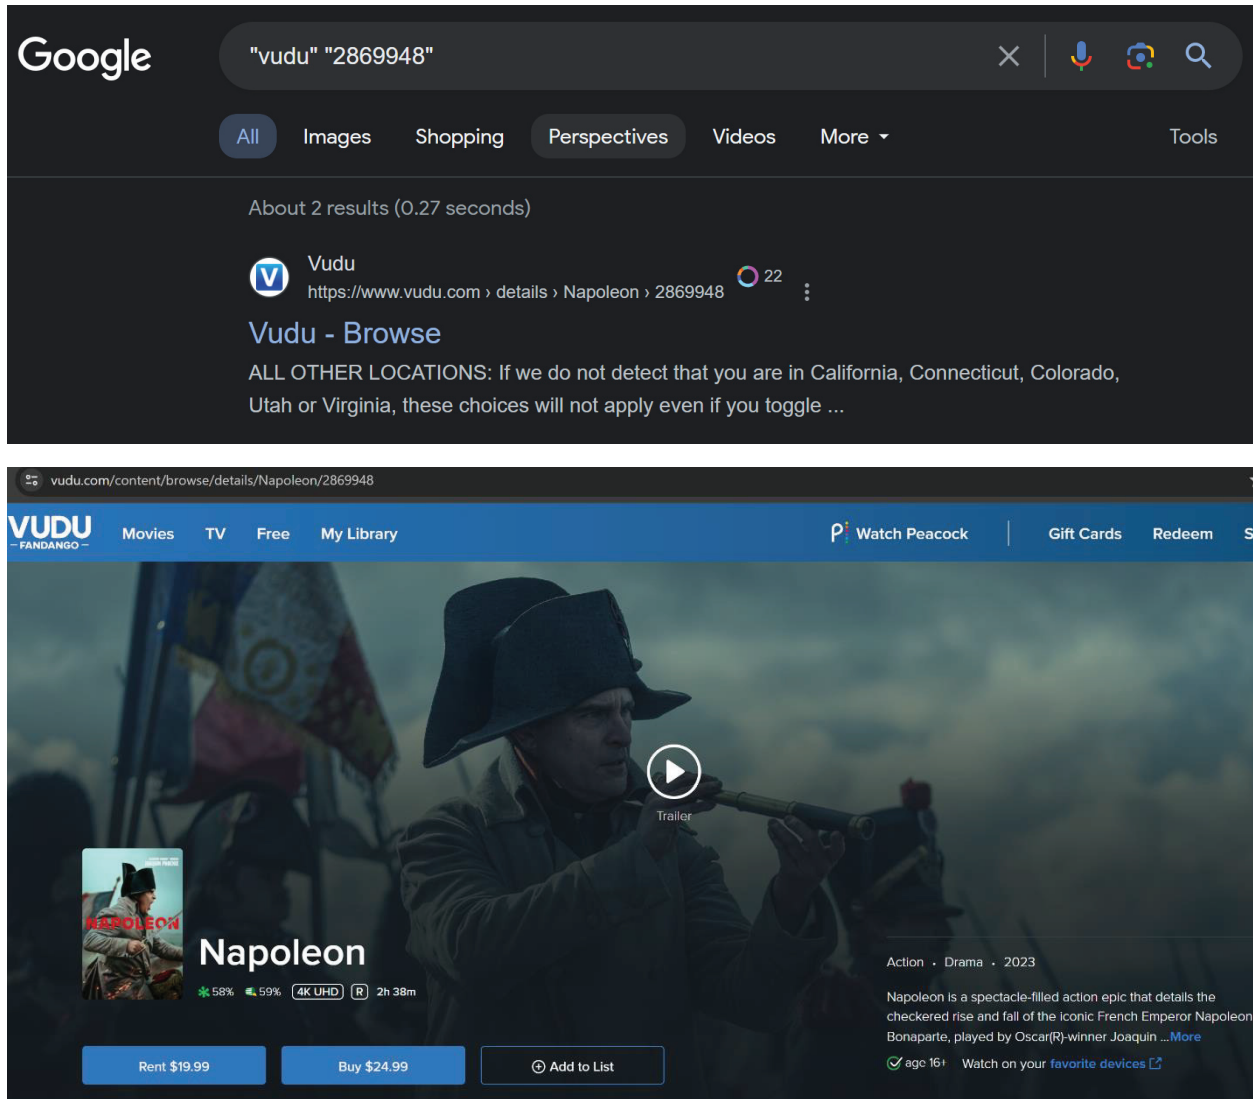 Google
"vudu" "2869948"
All Images Shopping Perspectives Videos More Tools
About 2 results (0.27 seconds)
V
Vudu
https://www.vudu.com › details › Napoleon › 2869948
22
Vudu - Browse
ALL OTHER LOCATIONS: If we do not detect that you are in California, Connecticut, Colorado,
Utah or Virginia, these choices will not apply even if you toggle ...
vudu.com/content/browse/details/Napoleon/2869948
VUDU
- FANDANGO -
Movies TV Free My Library Watch Peacock Gift Cards Redeem S
Trailer
NAPOLEON
Napoleon
58% 59% 4K UHD R 2h 38m
Rent $19.99 Buy $24.99 Add to List
Action • Drama • 2023
Napoleon is a spectacle-filled action epic that details the
checkered rise and fall of the iconic French Emperor Napoleon
Bonaparte, played by Oscar(R)-winner Joaquin ...More
age 16+ Watch on your favorite devices